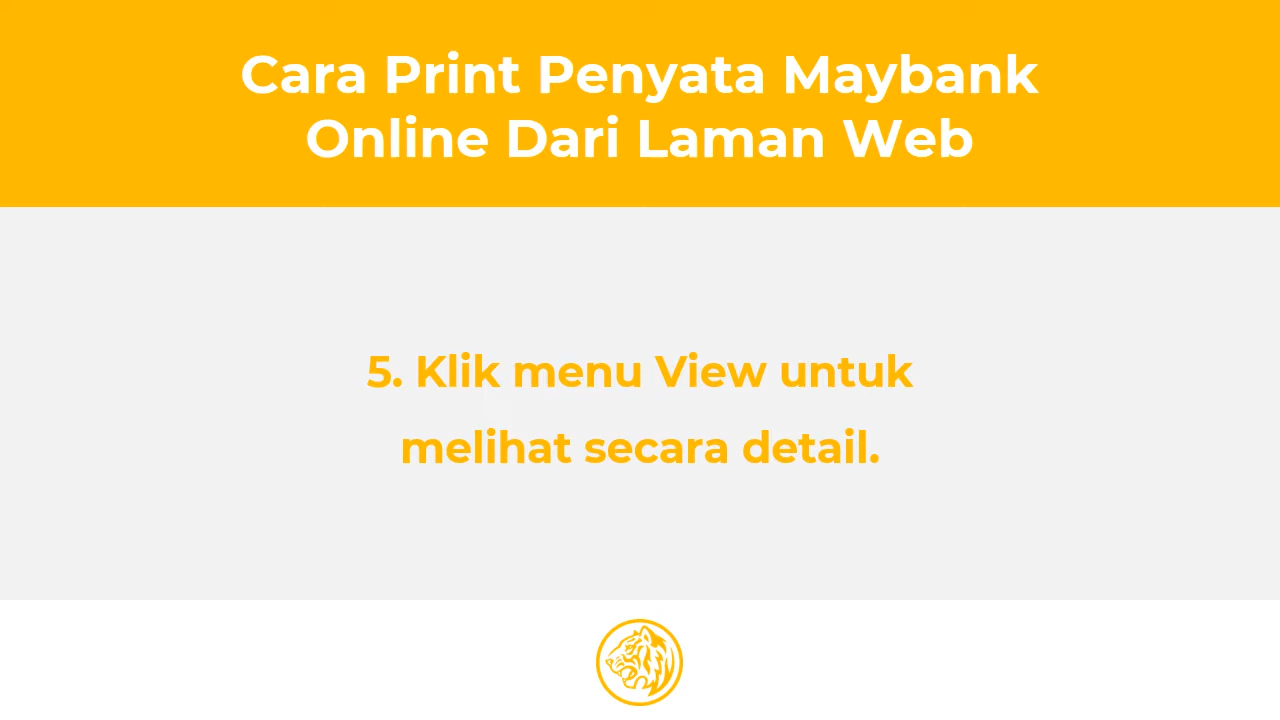 Cara Print Penyata Maybank
Online Dari Laman Web
5. Klik menu View untuk
melihat secara detail.